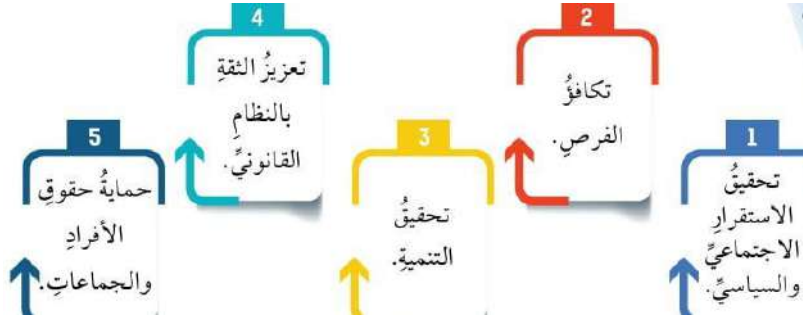 1
تحقيقُ
الاستقرارِ
الاجتماعيِّ
والسياسيِّ.
2
تكافؤُ
الفرصِ.
3
تحقيقُ
التنميةِ.
4
تعزيزُ الثقةِ
بالنظامِ
القانونيِّ.
5
حمايةُ حقوقِ
الأفرادِ
والجماعاتِ.